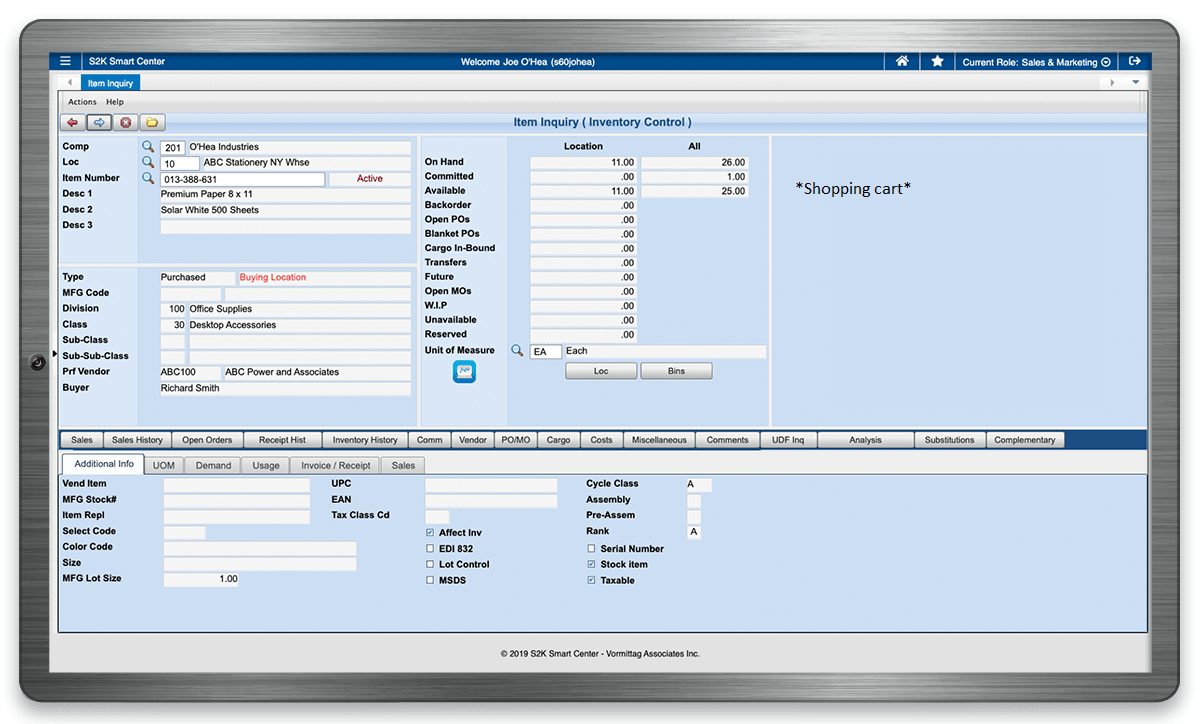 S2K Smart Center
Welcome Joe O'Hea (s60johea)
Current Role: Sales & Marketing
Item Inquiry
Actions Help
Item Inquiry ( Inventory Control )
Comp 201 O'Hea Industries
Loc 10 ABC Stationery NY Whse
Item Number 013-388-631 Active
Desc 1 Premium Paper 8 x 11
Desc 2 Solar White 500 Sheets
Desc 3
Type Purchased Buying Location
MFG Code
Division 100 Office Supplies
Class 30 Desktop Accessories
Sub-Class
Sub-Sub-Class
Prf Vendor ABC100 ABC Power and Associates
Buyer Richard Smith
Location All
On Hand 11.00 26.00
Committed .00 1.00
Available 11.00 25.00
Backorder .00
Open POs .00
Blanket POs .00
Cargo In-Bound .00
Transfers .00
Future .00
Open MOs .00
W.I.P .00
Unavailable .00
Reserved .00
Unit of Measure EA Each
Loc Bins
*Shopping cart*
Sales Sales History Open Orders Receipt Hist Inventory History Comm Vendor PO/MO Cargo Costs Miscellaneous Comments UDF Inq Analysis Substitutions Complementary
Additional Info UOM Demand Usage Invoice / Receipt Sales
Vend Item
MFG Stock#
Item Repl
Select Code
Color Code
Size
MFG Lot Size 1.00
UPC
EAN
Tax Class Cd
Affect Inv
EDI 832
Lot Control
MSDS
Cycle Class A
Assembly
Pre-Assem
Rank A
Serial Number
Stock item
Taxable
© 2019 S2K Smart Center - Vormittag Associates Inc.